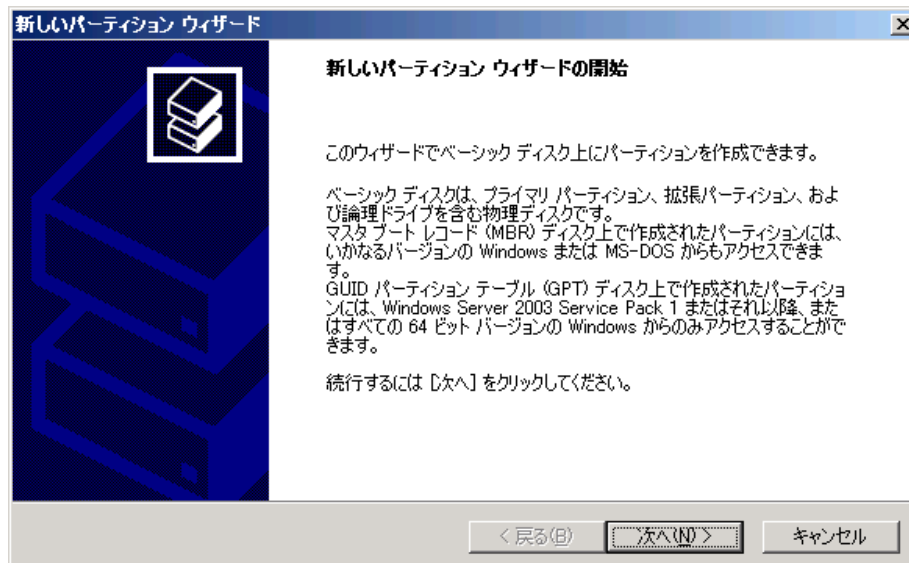 新しいパーティション ウィザード
新しいパーティション ウィザードの開始
このウィザードでベーシック ディスク上にパーティションを作成できます。
ベーシック ディスクは、プライマリ パーティション、拡張パーティション、およ
び論理ドライブを含む物理ディスクです。
マスタ ブート レコード (MBR) ディスク上で作成されたパーティションには、
いかなるバージョンの Windows または MS-DOS からもアクセスできま
す。
GUID パーティション テーブル (GPT) ディスク上で作成されたパーティショ
ンには、Windows Server 2003 Service Pack 1 またはそれ以降、また
はすべての 64 ビット バージョンの Windows からのみアクセスすることがで
きます。
続行するには [次へ] をクリックしてください。
< 戻る(B)
次へ(N) >
キャンセル